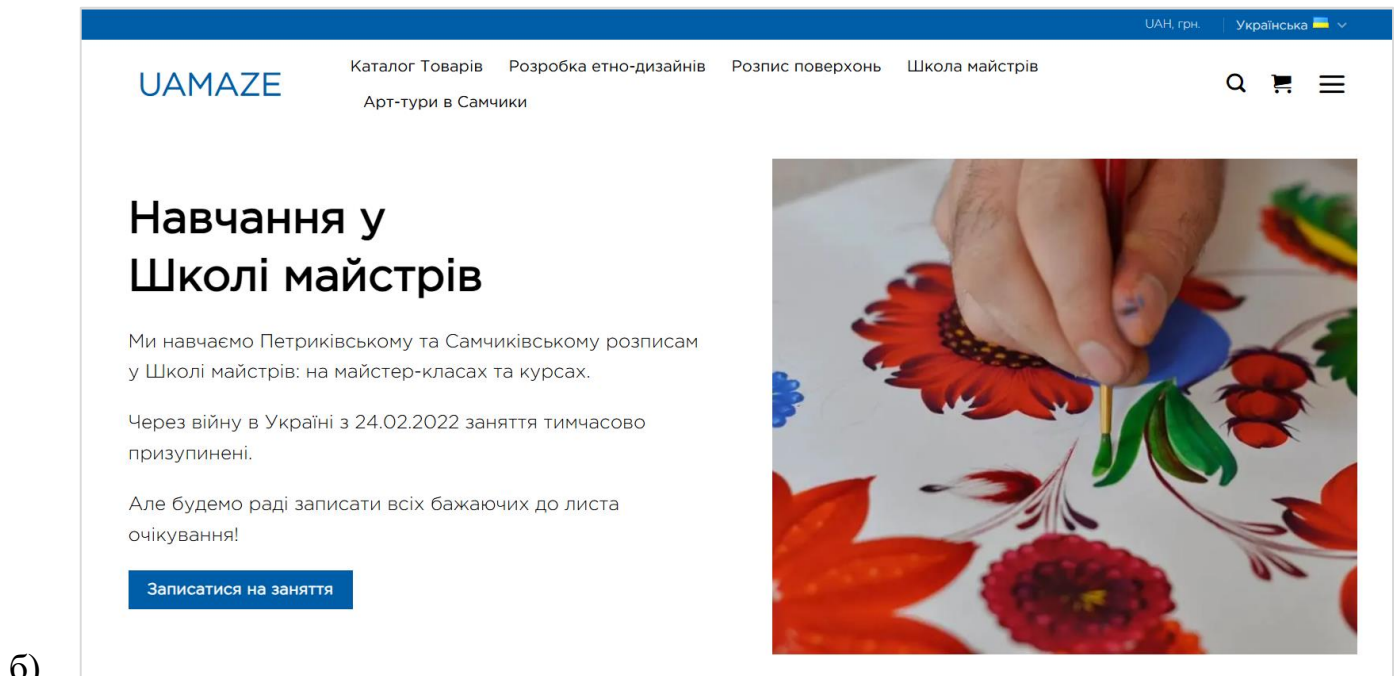 UAH, грн. Українська
UAMAZE
Каталог Товарів Розробка етно-дизайнів Розпис поверхонь Школа майстрів
Арт-тури в Самчики
Навчання у
Школі майстрів
Ми навчаємо Петриківському та Самчиківському розписам
у Школі майстрів: на майстер-класах та курсах.
Через війну в Україні з 24.02.2022 заняття тимчасово
призупинені.
Але будемо раді записати всіх бажаючих до листа
очікування!
Записатися на заняття
б)